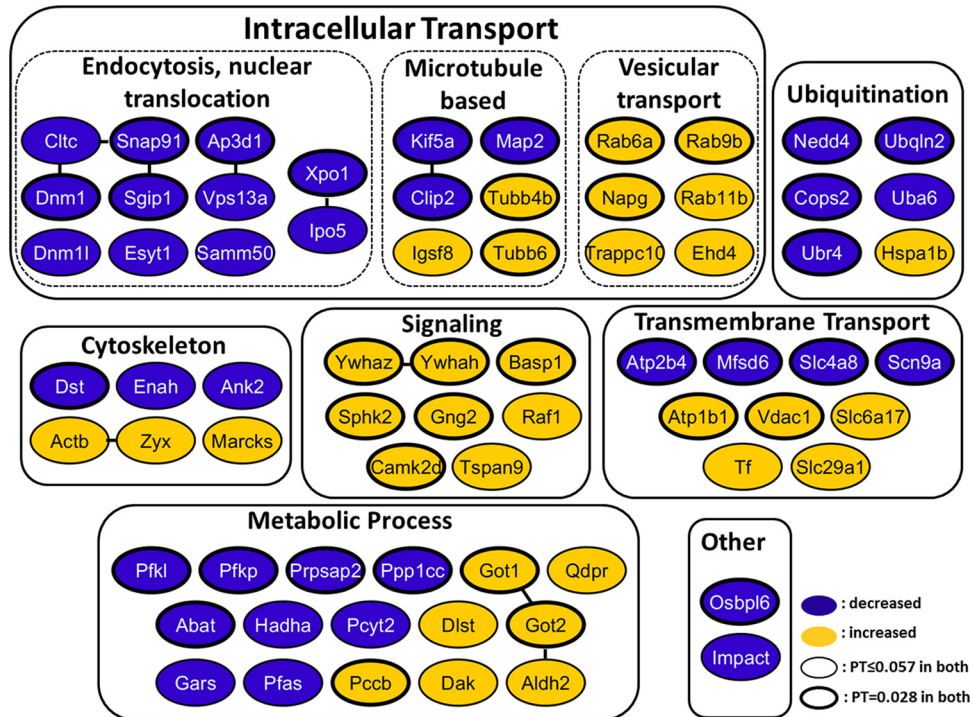 Intracellular Transport
Endocytosis, nuclear
translocation
Cltc Snap91 Ap3d1
Xpo1
Dnm1 Sgip1 Vps13a
Ipo5
Dnm1l Esyt1 Samm50
Microtubule
based
Kif5a Map2
Clip2 Tubb4b
Igsf8 Tubb6
Vesicular
transport
Rab6a Rab9b
Napg Rab11b
Trappc10 Ehd4
Ubiquitination
Nedd4 Ubqln2
Cops2 Uba6
Ubr4 Hspa1b
Cytoskeleton
Dst Enah Ank2
Actb Zyx Marcks
Signaling
Ywhaz Ywhah Basp1
Sphk2 Gng2 Raf1
Camk2d Tspan9
Transmembrane Transport
Atp2b4 Mfsd6 Slc4a8 Scn9a
Atp1b1 Vdac1 Slc6a17
Tf Slc29a1
Metabolic Process
Pfkl Pfkp Prpsap2 Ppp1cc Got1 Qdpr
Abat Hadha Pcyt2 Dlst Got2
Gars Pfas Pccb Dak Aldh2
Other
Osbpl6
Impact
: decreased
: increased
: PT≤0.057 in both
: PT=0.028 in both